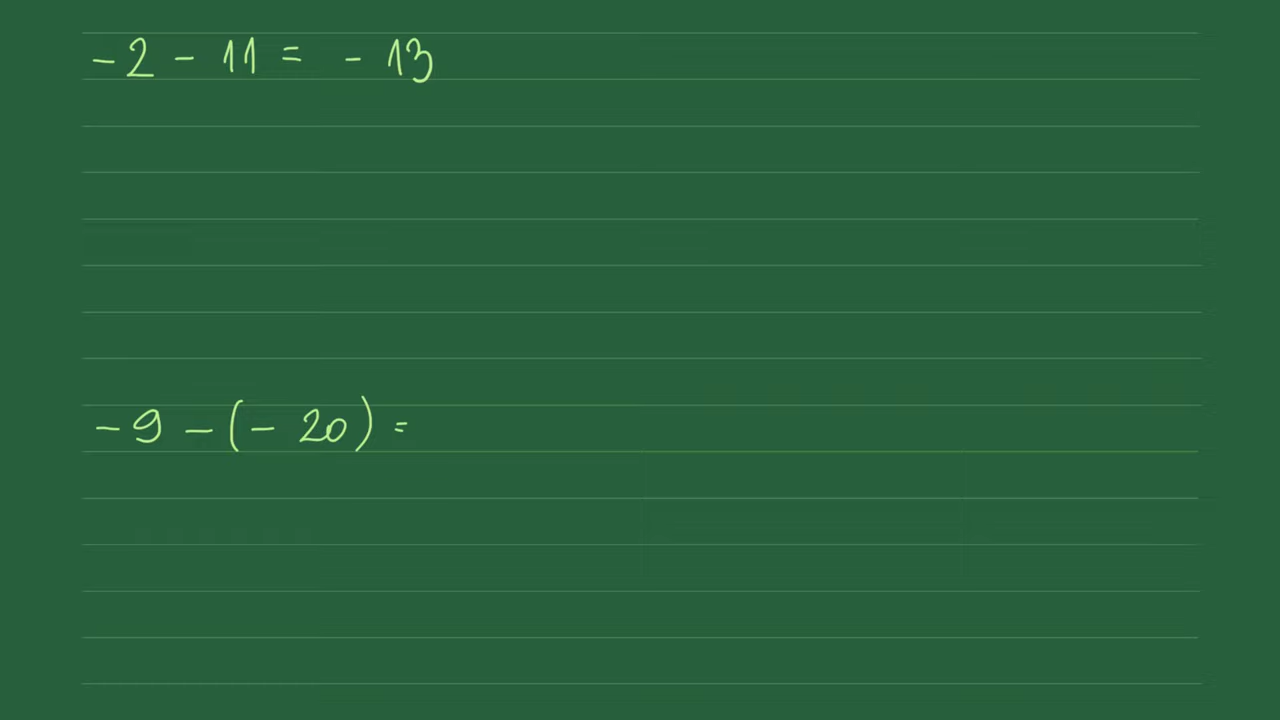 -2 - 11 = - 13
-9 - (- 20) =